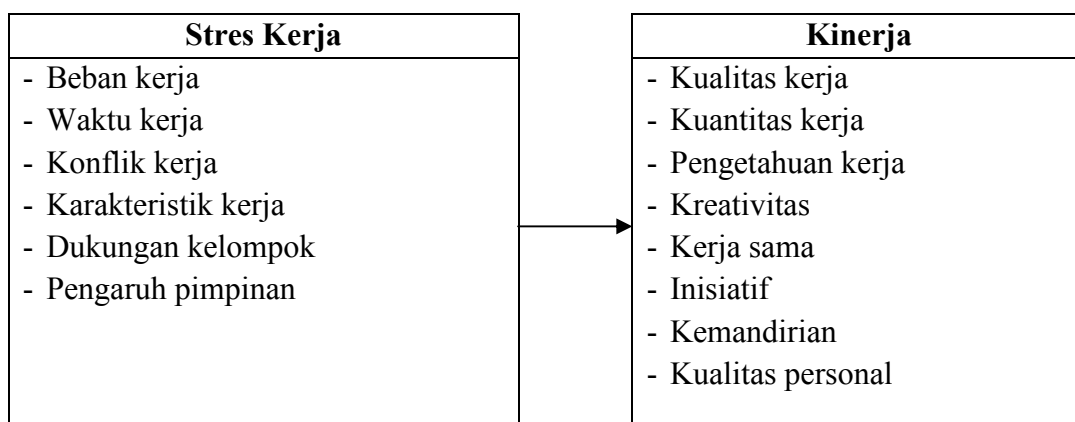 Stres Kerja
- Beban kerja
- Waktu kerja
- Konflik kerja
- Karakteristik kerja
- Dukungan kelompok
- Pengaruh pimpinan
Kinerja
- Kualitas kerja
- Kuantitas kerja
- Pengetahuan kerja
- Kreativitas
- Kerja sama
- Inisiatif
- Kemandirian
- Kualitas personal